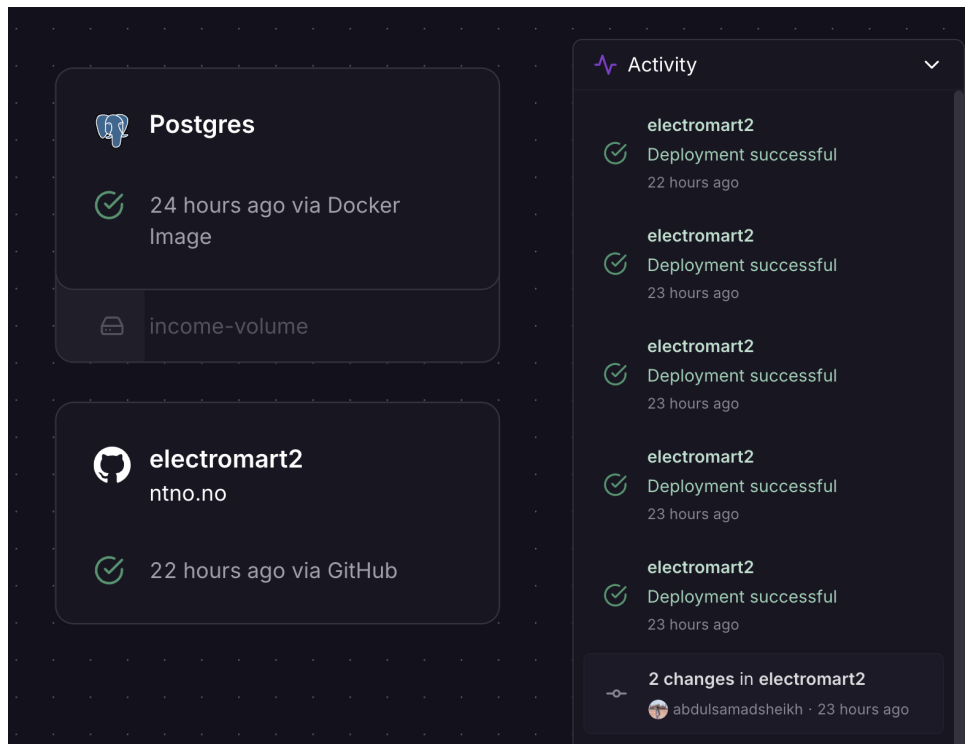 Postgres
24 hours ago via Docker
Image
income-volume
electromart2
ntno.no
22 hours ago via GitHub
Activity
electromart2
Deployment successful
22 hours ago
electromart2
Deployment successful
23 hours ago
electromart2
Deployment successful
23 hours ago
electromart2
Deployment successful
23 hours ago
electromart2
Deployment successful
23 hours ago
2 changes in electromart2
abdulsamadsheikh · 23 hours ago